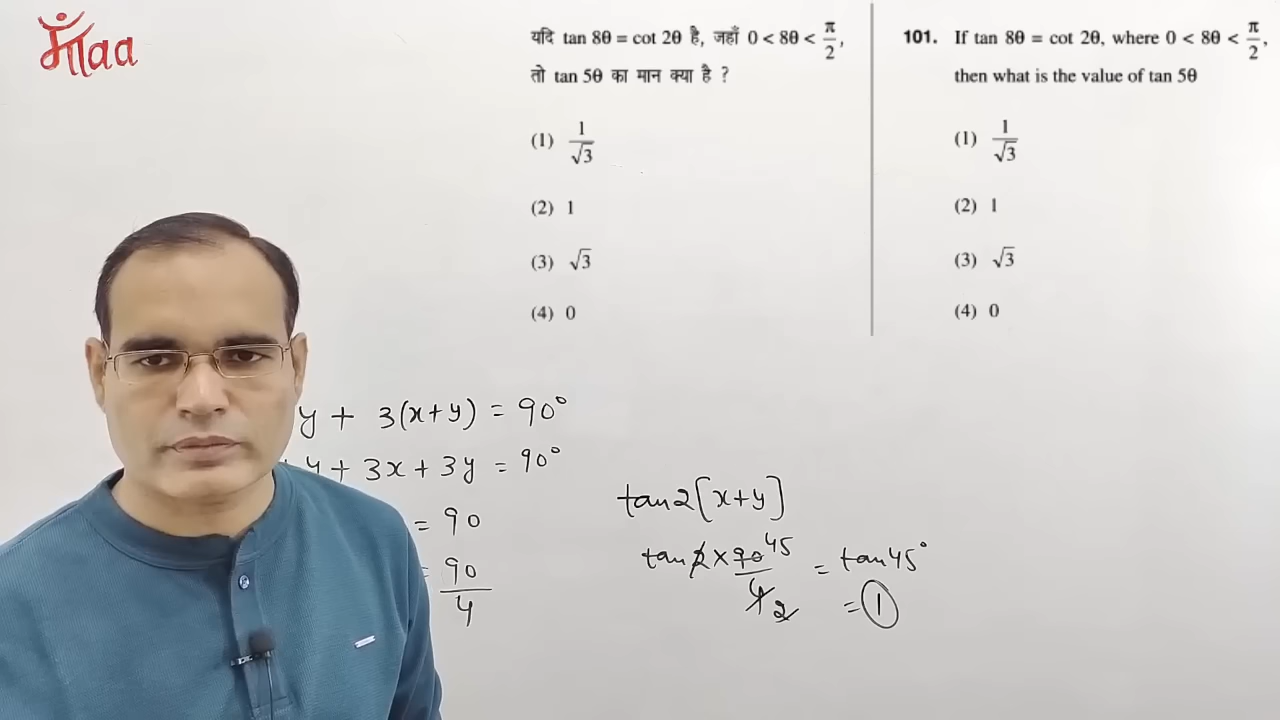 माँaa
यदि tan 8θ = cot 2θ है, जहाँ 0 < 8θ < π/2,
तो tan 5θ का मान क्या है ?
(1) 1/√3
(2) 1
(3) √3
(4) 0
101. If tan 8θ = cot 2θ, where 0 < 8θ < π/2,
then what is the value of tan 5θ
(1) 1/√3
(2) 1
(3) √3
(4) 0
y + 3(x+y) = 90°
y + 3x + 3y = 90°
= 90
= 90/4
tan 2[x+y]
tan 2 × 90/4 45 2 = tan 45°
= 1